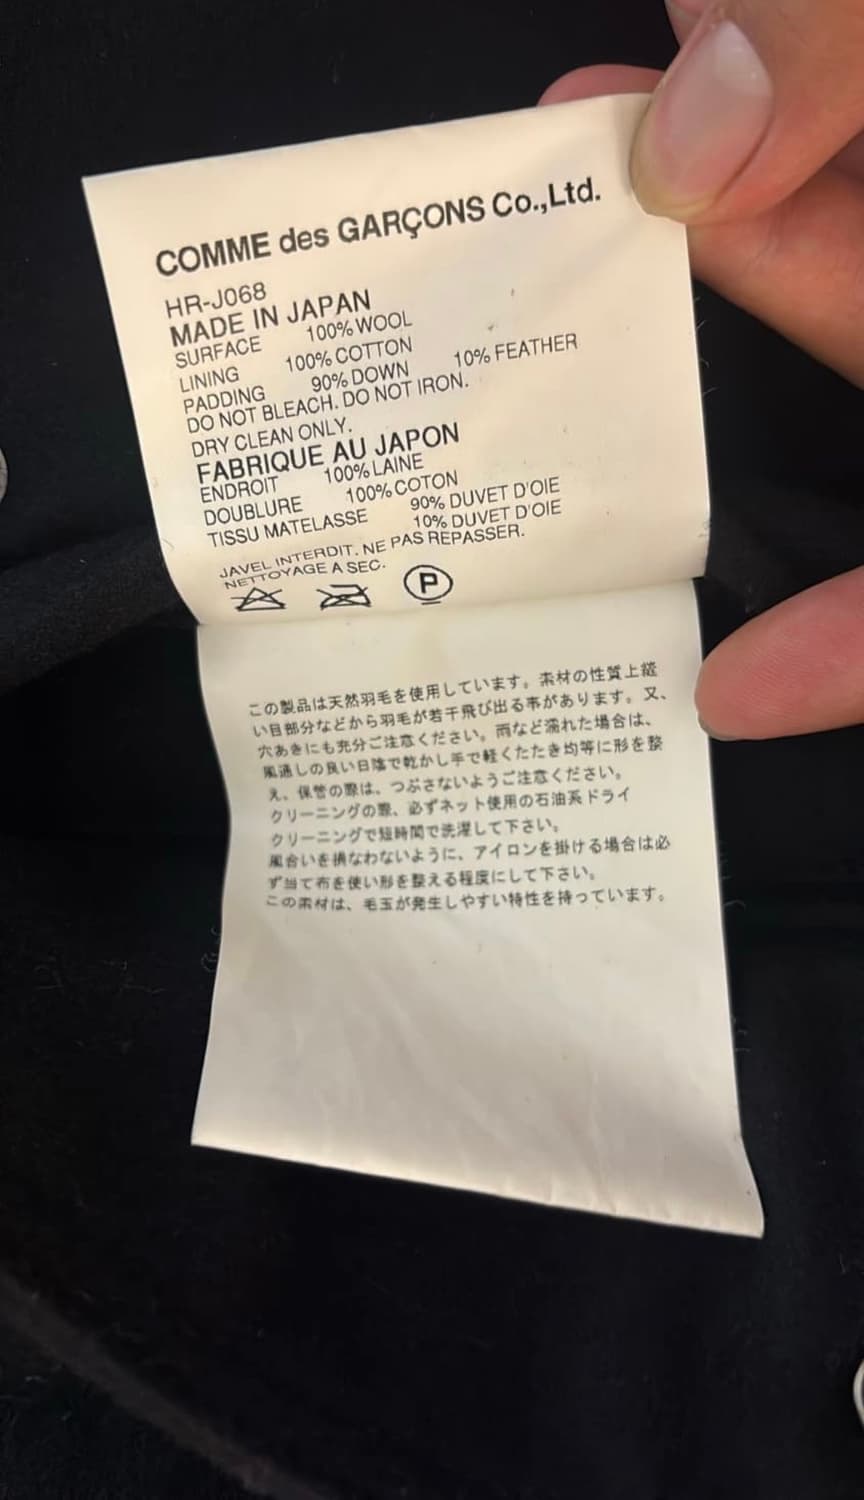 COMME des GARÇONS Co.,Ltd.
HR-J068
MADE IN JAPAN
SURFACE 100% WOOL
LINING 100% COTTON
PADDING 90% DOWN 10% FEATHER
DO NOT BLEACH. DO NOT IRON.
DRY CLEAN ONLY.
FABRIQUE AU JAPON
ENDROIT 100% LAINE
DOUBLURE 100% COTON
TISSU MATELASSE 90% DUVET D'OIE
10% DUVET D'OIE
JAVEL INTERDIT. NE PAS REPASSER.
NETTOYAGE A SEC.
P
この製品は天然羽毛を使用しています。素材の性質上縫
い目部分などから羽毛が若干飛び出る事があります。又、
穴あきにも充分ご注意ください。雨など濡れた場合は、
風通しの良い日陰で乾かし手で軽くたたき均等に形を整
え、保管の際は、つぶさないようご注意ください。
クリーニングの際、必ずネット使用の石油系ドライ
クリーニングで短時間で洗濯して下さい。
風合いを損なわないように、アイロンを掛ける場合は必
ず当て布を使い形を整える程度にして下さい。
この素材は、毛玉が発生しやすい特性を持っています。